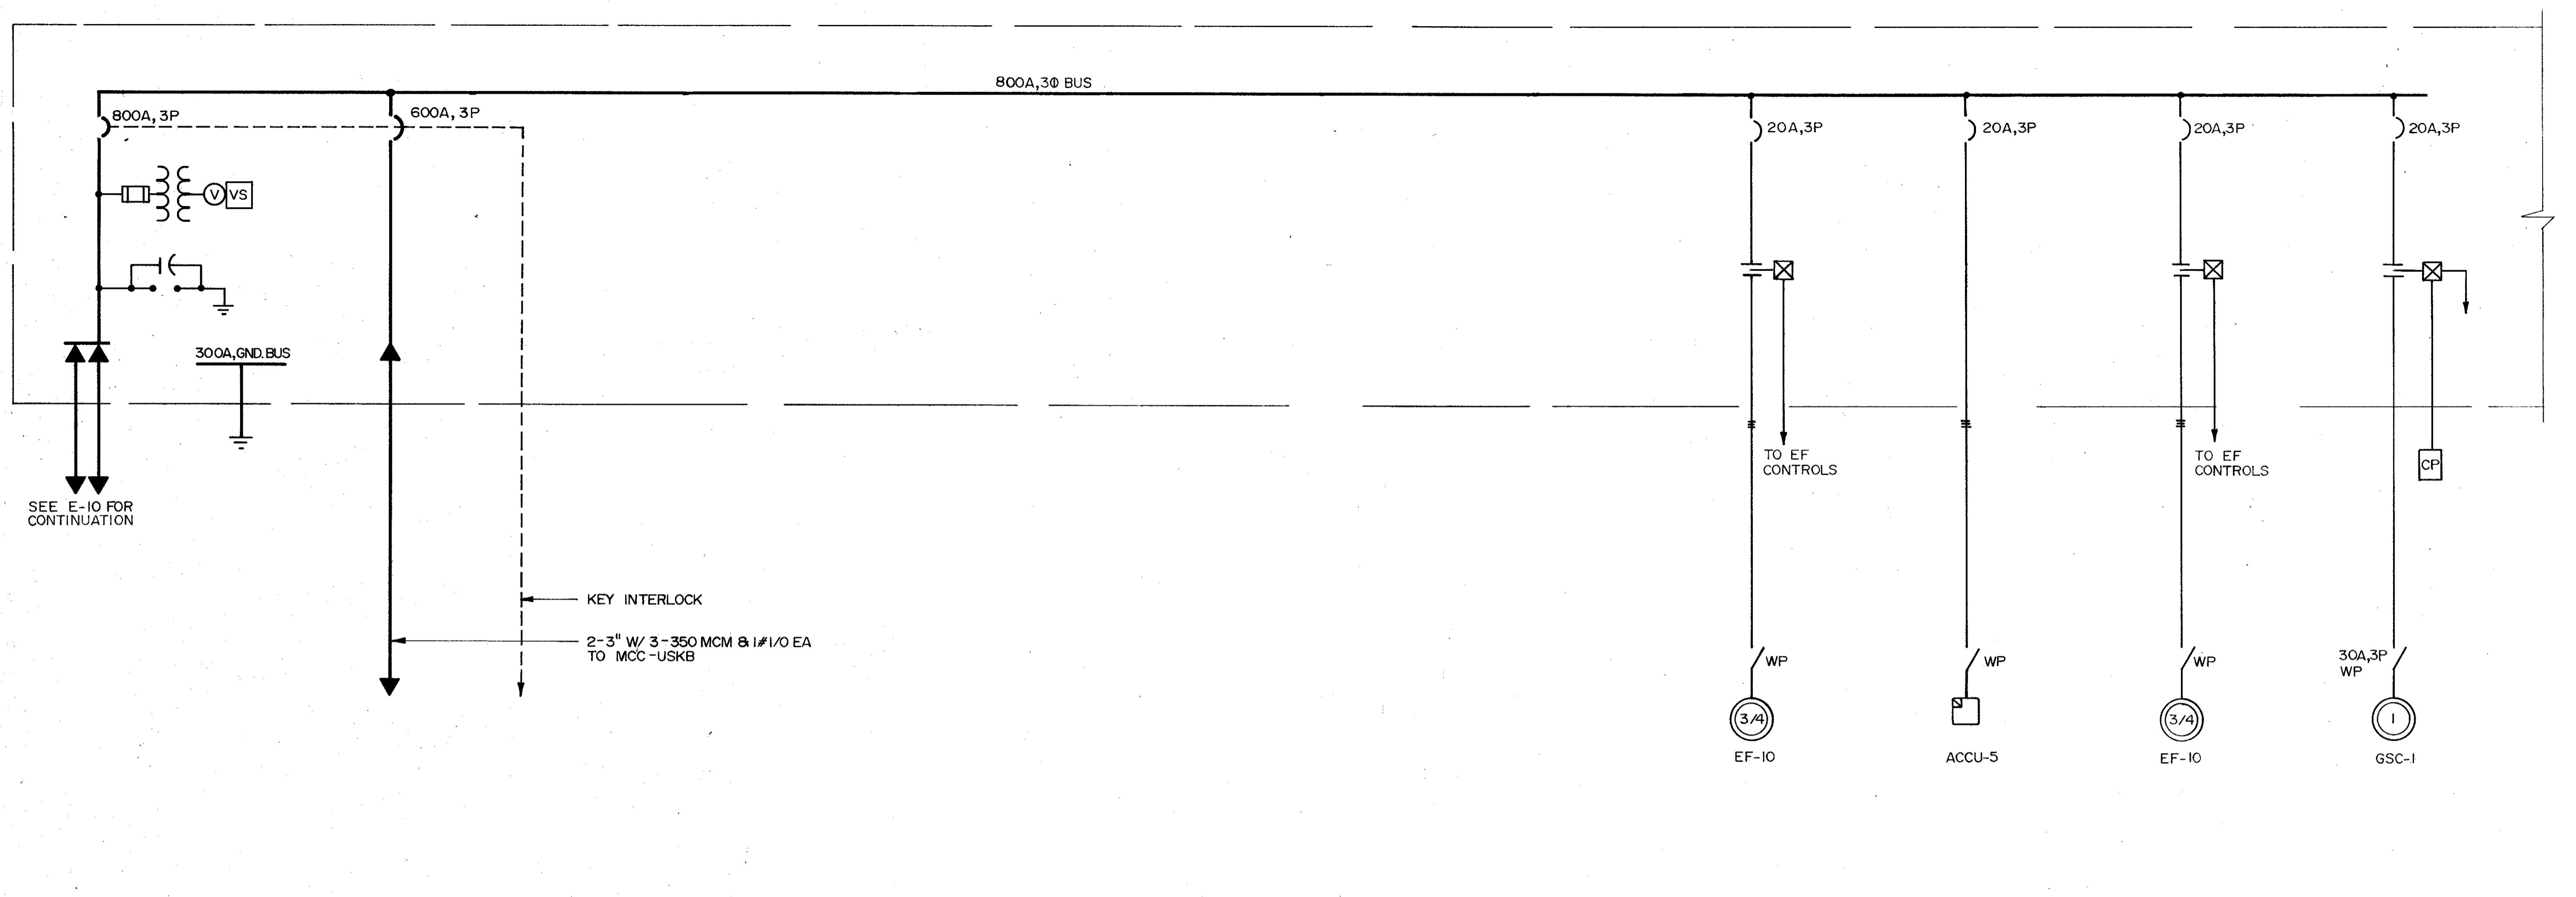 800A,3Φ BUS
800A, 3P
600A, 3P
20A,3P
20A,3P
20A,3P
20A,3P
V
VS
300A,GND.BUS
TO EF
CONTROLS
TO EF
CONTROLS
CP
SEE E-10 FOR
CONTINUATION
KEY INTERLOCK
2-3" W/ 3-350 MCM & 1#1/0 EA
TO MCC-USKB
WP
WP
WP
30A,3P
WP
3/4
3/4
1
EF-10
ACCU-5
EF-10
GSC-1